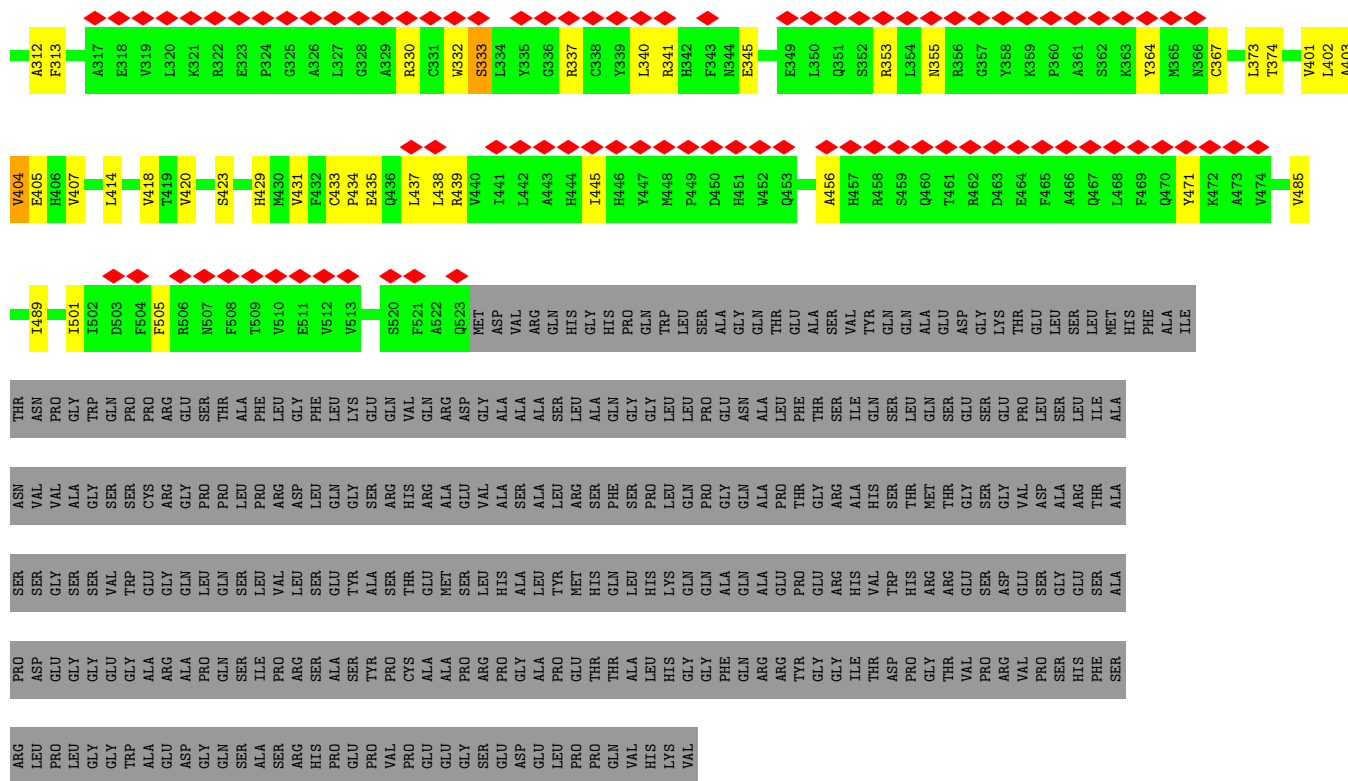 A312 F313 A317 E318 V319 L320 K321 R322 E323 P324 G325 A326 L327 G328 A329 R330 C331 W332 S333 L334 Y335 G336 R337 C338 Y339 L340 R341 H342 F343 N344 E345 E349 L350 Q351 S352 R353 L354 N355 R356 G357 Y358 K359 P360 A361 S362 K363 Y364 M365 N366 C367 L373 T374 V401 L402 A403
V404 E405 H406 V407 L414 V418 T419 V420 S423 H429 M430 V431 F432 C433 P434 E435 Q436 L437 L438 R439 V440 I441 L442 A443 H444 I445 H446 Y447 M448 P449 D450 H451 W452 Q453 A456 H457 R458 S459 Q460 T461 R462 D463 E464 F465 A466 Q467 L468 F469 Q470 Y471 K472 A473 V474 V485
I489 I501 I502 D503 F504 F505 R506 N507 F508 T509 V510 E511 V512 V513 S520 F521 A522 Q523 MET ASP VAL ARG GLN HIS GLY HIS PRO GLN TRP LEU SER ALA GLY GLN THR GLU ALA SER VAL TYR GLN GLN ALA GLU ASP GLY LYS THR GLU LEU SER LEU MET HIS PHE ALA ILE
THR ASN PRO GLY TRP GLN PRO PRO ARG GLU SER THR ALA PHE LEU GLY PHE LEU LYS GLU GLN VAL GLN ARG ASP GLY ALA ALA ALA SER LEU ALA GLN GLY GLY LEU LEU PRO GLU ASN ALA LEU PHE THR SER ILE GLN SER LEU GLN SER GLU SER GLU PRO LEU SER LEU ILE ALA
ASN VAL VAL ALA GLY SER SER CYS ARG GLY PRO PRO LEU PRO ARG ASP LEU GLN GLY SER ARG HIS ARG ALA GLU VAL ALA SER ALA LEU ARG SER PHE SER PRO LEU GLN PRO GLY GLN ALA PRO THR GLY ARG ALA HIS SER THR MET THR GLY SER GLY VAL ASP ALA ARG THR ALA
SER SER GLY SER SER VAL TRP GLU GLY GLN LEU GLN SER LEU VAL LEU SER GLU TYR ALA SER THR GLU MET SER LEU HIS ALA LEU TYR MET HIS GLN LEU HIS LYS GLN GLN ALA GLN ALA GLU PRO GLU ARG HIS VAL TRP HIS ARG ARG GLU SER ASP GLU SER GLY GLU SER ALA
PRO ASP GLU GLY GLY GLU GLY ALA ARG ALA PRO GLN SER ILE PRO ARG SER ALA SER TYR PRO CYS ALA ALA PRO ARG PRO GLY ALA PRO GLU THR THR ALA LEU HIS GLY GLY PHE GLN ARG ARG TYR GLY GLY ILE THR ASP PRO GLY THR VAL PRO ARG VAL PRO SER HIS PHE SER
ARG LEU PRO LEU GLY GLY TRP ALA GLU ASP GLY GLN SER ALA SER ARG HIS PRO GLU PRO VAL PRO GLU GLU GLY SER GLU ASP GLU LEU PRO PRO GLN VAL HIS LYS VAL